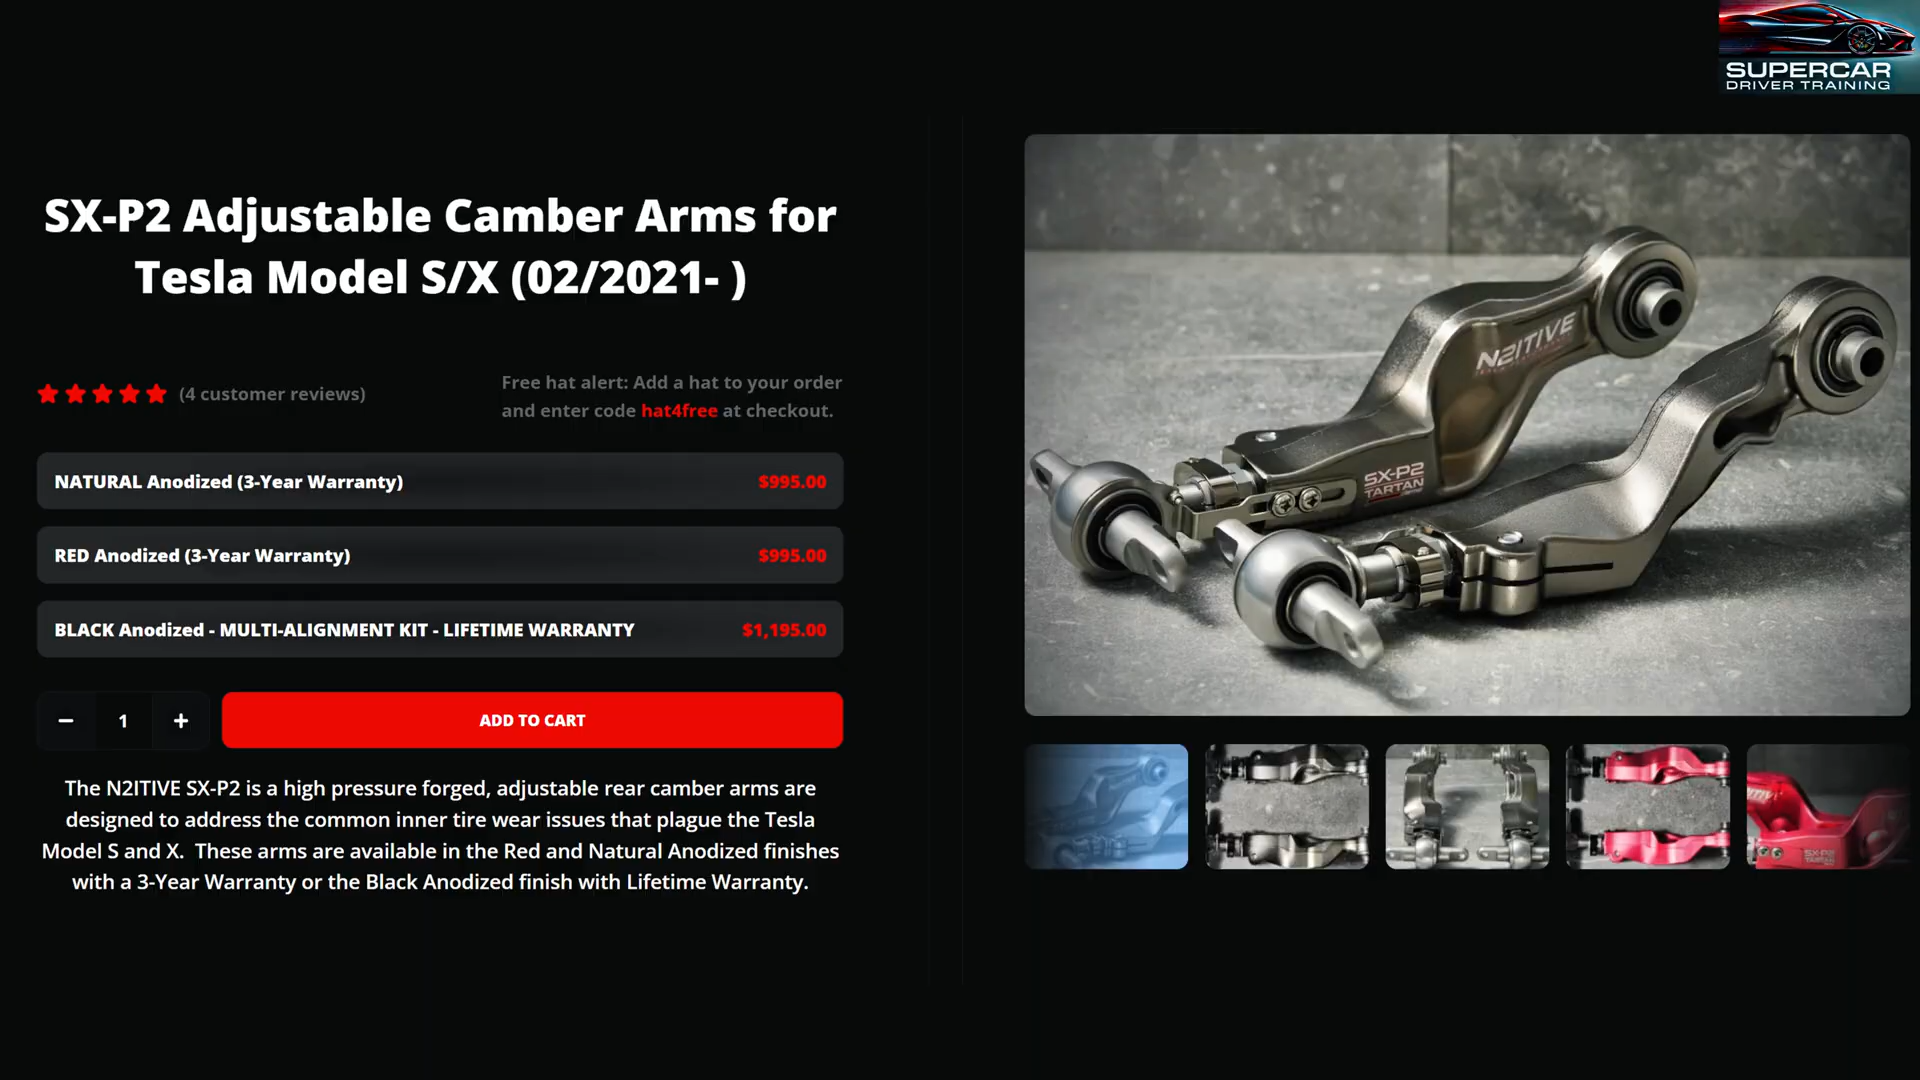 SUPERCAR
DRIVER TRAINING
SX-P2 Adjustable Camber Arms for
Tesla Model S/X (02/2021- )
(4 customer reviews)
Free hat alert: Add a hat to your order
and enter code hat4free at checkout.
NATURAL Anodized (3-Year Warranty) $995.00
RED Anodized (3-Year Warranty) $995.00
BLACK Anodized - MULTI-ALIGNMENT KIT - LIFETIME WARRANTY $1,195.00
− 1 + ADD TO CART
The N2ITIVE SX-P2 is a high pressure forged, adjustable rear camber arms are
designed to address the common inner tire wear issues that plague the Tesla
Model S and X. These arms are available in the Red and Natural Anodized finishes
with a 3-Year Warranty or the Black Anodized finish with Lifetime Warranty.
N2ITIVE
SX-P2
TARTAN
SX-P2